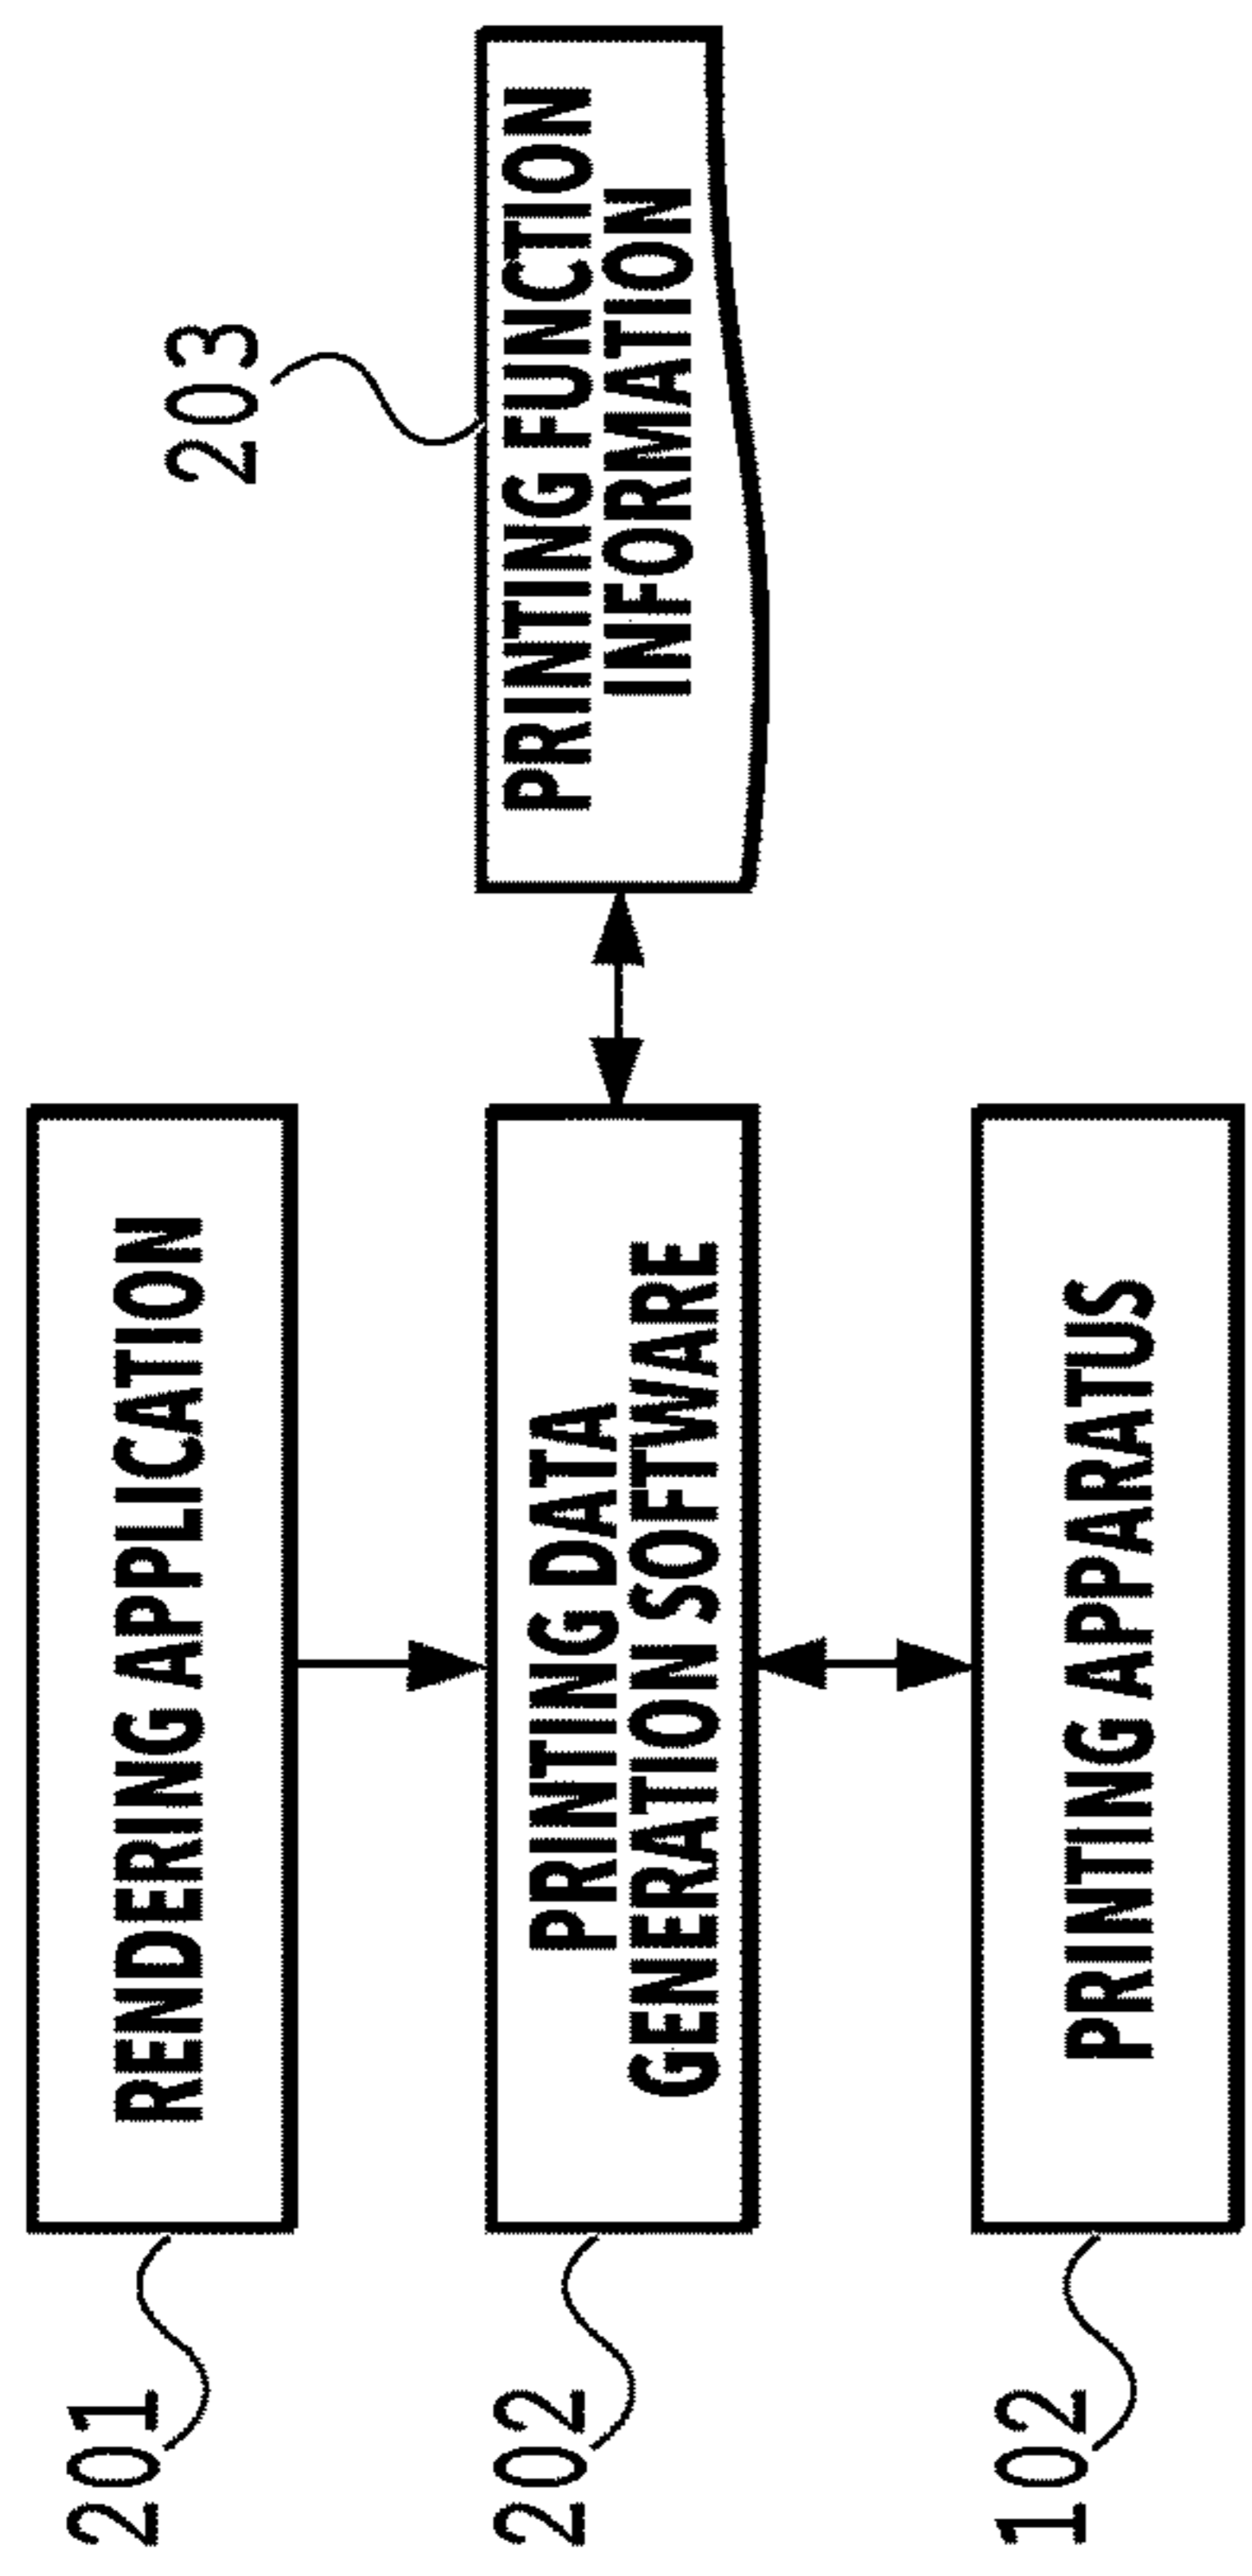 201
RENDERING APPLICATION
203
202
PRINTING DATA
GENERATION SOFTWARE
PRINTING FUNCTION
INFORMATION
102
PRINTING APPARATUS